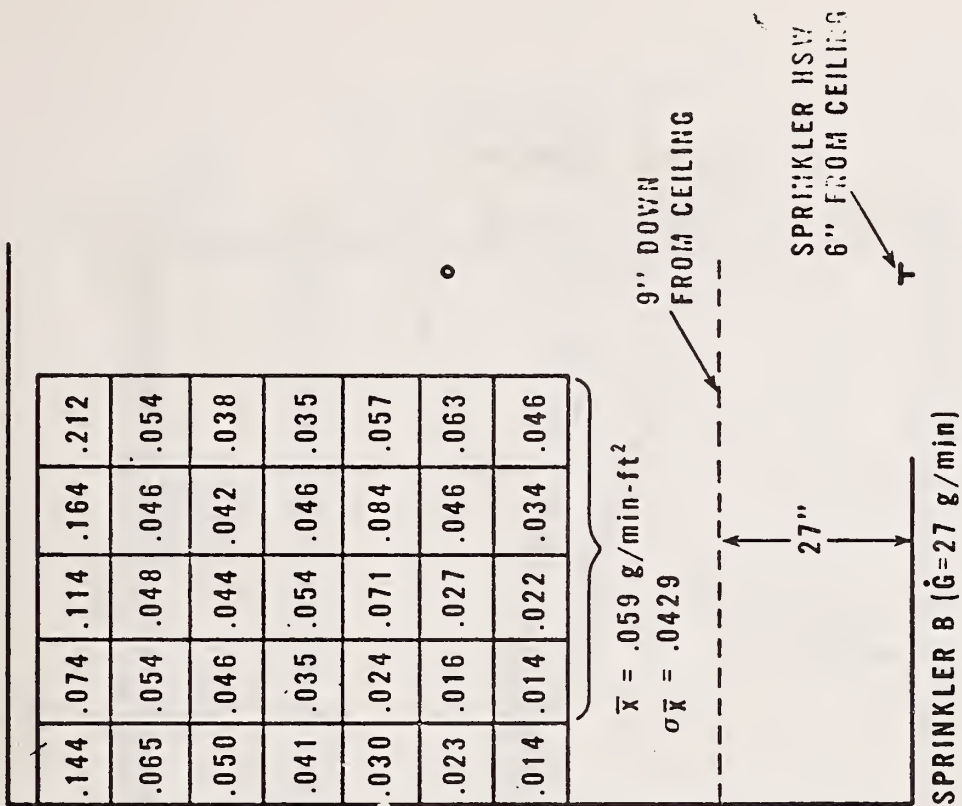 .144 .074 .114 .164 .212
.065 .054 .048 .046 .054
.050 .046 .044 .042 .038
.041 .035 .054 .046 .035
.030 .024 .071 .084 .057
.023 .016 .027 .046 .063
.014 .014 .022 .034 .046
x̄ = .059 g/min-ft²
σx̄ = .0429
9" DOWN
FROM CEILING
27"
SPRINKLER HSW
6" FROM CEILING
SPRINKLER B (Ġ=27 g/min)